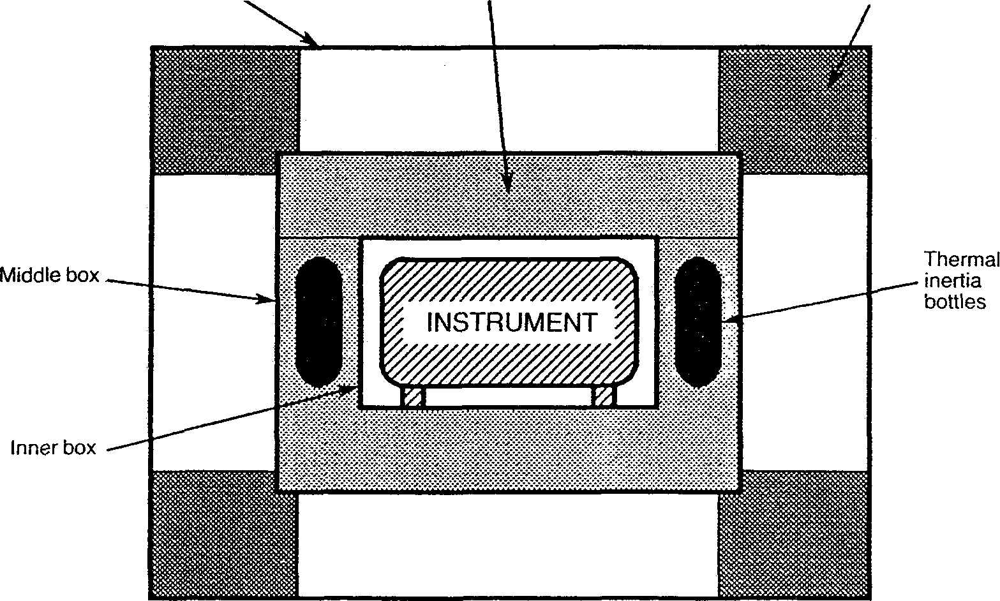 Middle box
Thermal
inertia
bottles
INSTRUMENT
Inner box